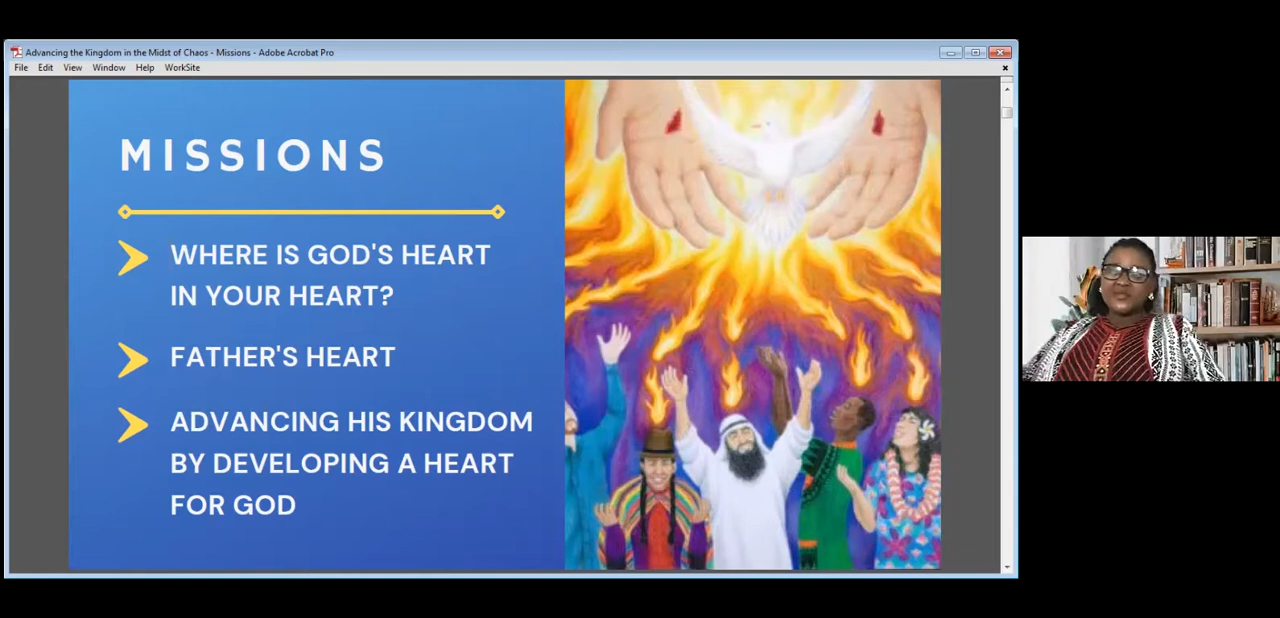 Advancing the Kingdom in the Midst of Chaos - Missions - Adobe Acrobat Pro
File Edit View Window Help WorkSite
MISSIONS
WHERE IS GOD'S HEART
IN YOUR HEART?
FATHER'S HEART
ADVANCING HIS KINGDOM
BY DEVELOPING A HEART
FOR GOD